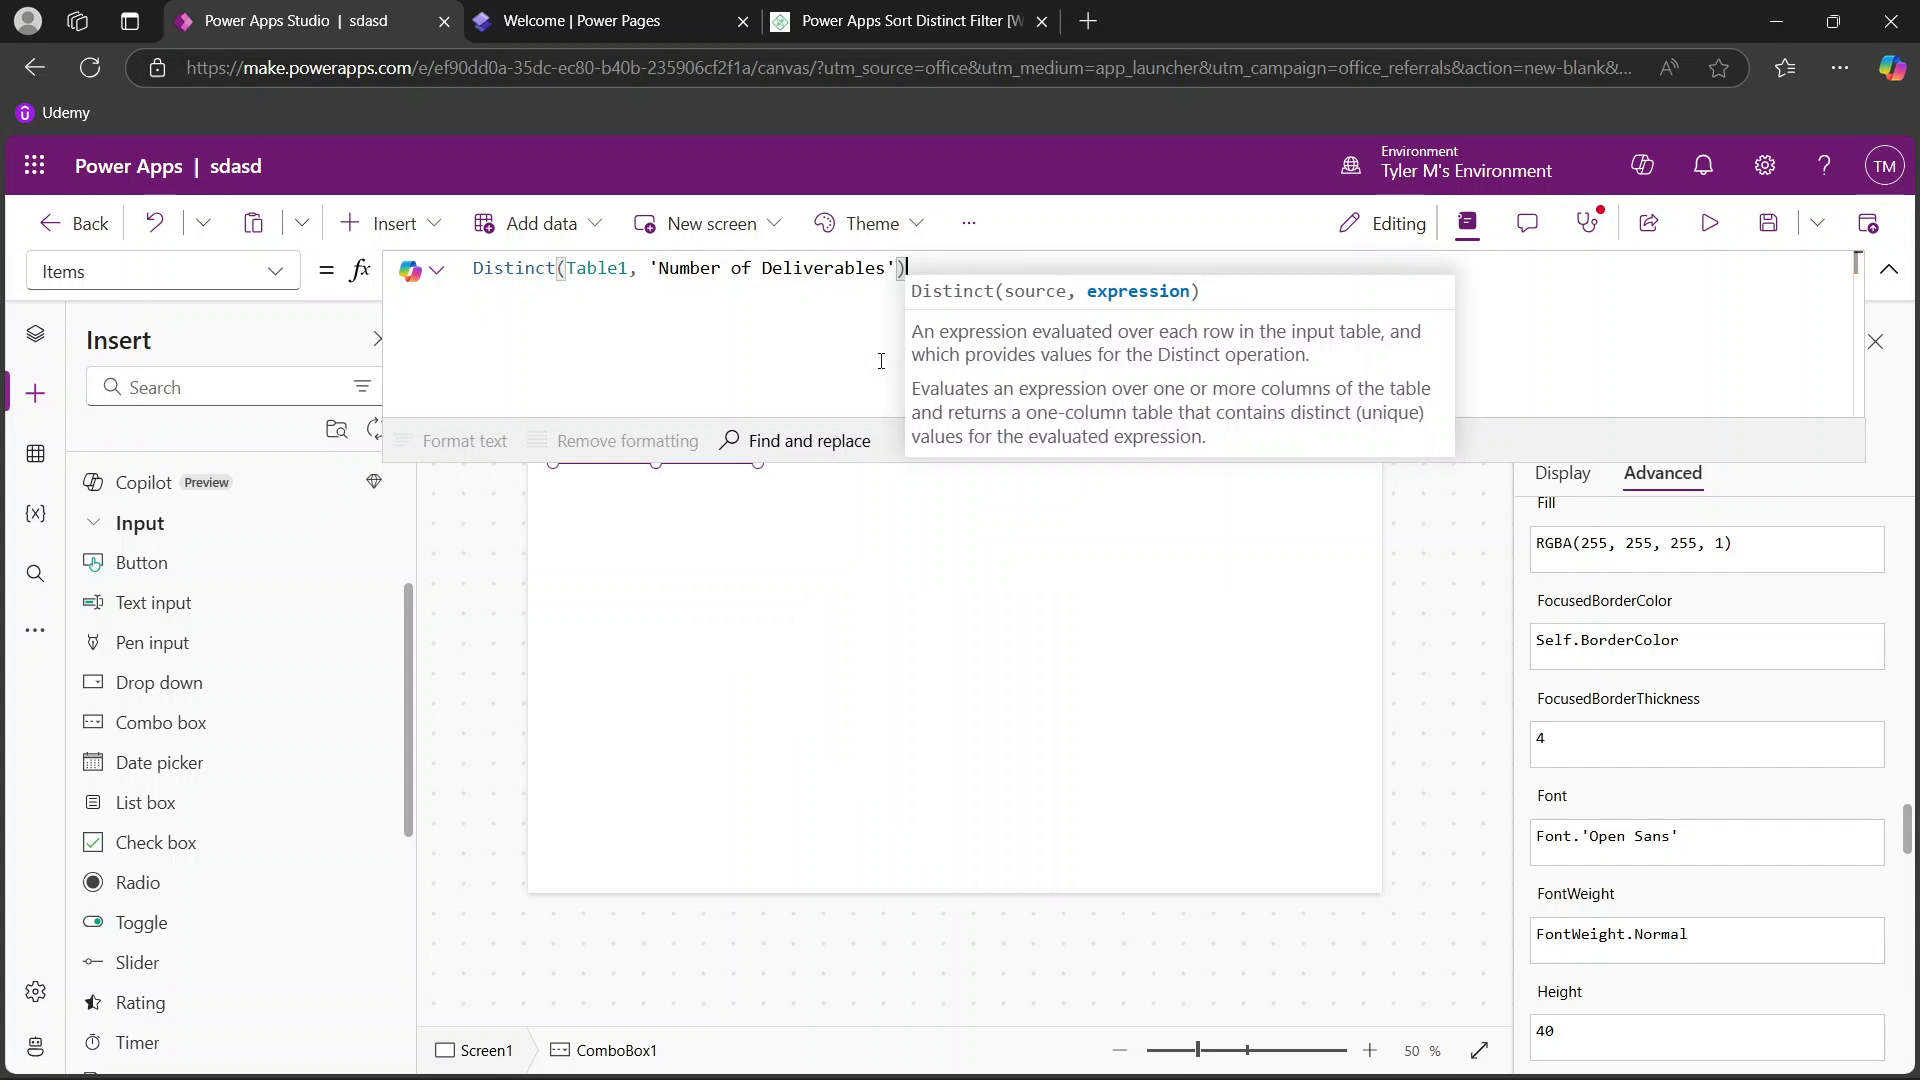 Power Apps Studio | sdasd
Welcome | Power Pages
Power Apps Sort Distinct Filter [W
https://make.powerapps.com/e/ef90dd0a-35dc-ec80-b40b-235906cf2f1a/canvas/?utm_source=office&utm_medium=app_launcher&utm_campaign=office_referrals&action=new-blank&...
Udemy
Power Apps | sdasd
Environment
Tyler M's Environment
TM
Back
Insert
Add data
New screen
Theme
Editing
Items
= fx
Distinct(Table1, 'Number of Deliverables')
Distinct(source, expression)
An expression evaluated over each row in the input table, and
which provides values for the Distinct operation.
Evaluates an expression over one or more columns of the table
and returns a one-column table that contains distinct (unique)
values for the evaluated expression.
Format text
Remove formatting
Find and replace
Insert
Search
Copilot Preview
Input
Button
Text input
Pen input
Drop down
Combo box
Date picker
List box
Check box
Radio
Toggle
Slider
Rating
Timer
Display
Advanced
Fill
RGBA(255, 255, 255, 1)
FocusedBorderColor
Self.BorderColor
FocusedBorderThickness
4
Font
Font.'Open Sans'
FontWeight
FontWeight.Normal
Height
40
Screen1
ComboBox1
50 %